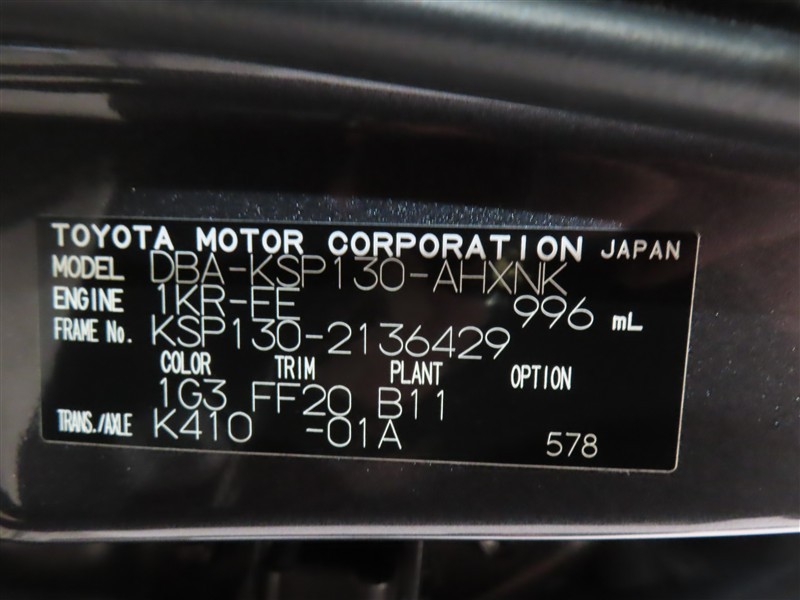 TOYOTA MOTOR CORPORATION JAPAN
MODEL DBA-KSP130-AHXNK
ENGINE 1KR-FE 996 mL
FRAME No. KSP130-2136429
COLOR TRIM PLANT OPTION
1G3 FF20 B11
TRANS./AXLE K410 -01A 578